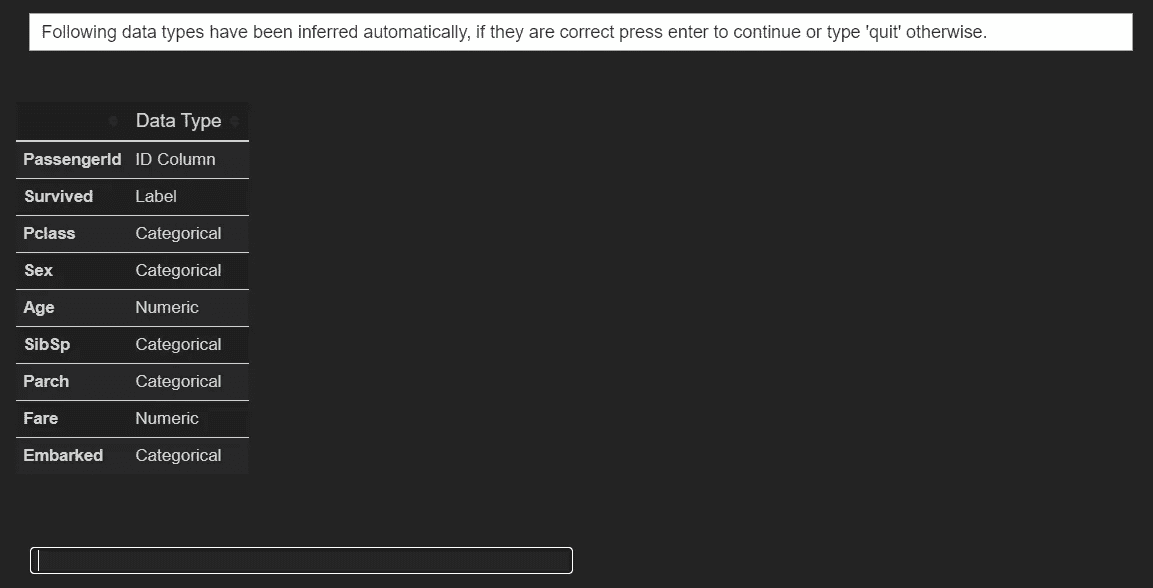 Following data types have been inferred automatically, if they are correct press enter to continue or type 'quit' otherwise.
Data Type
PassengerId ID Column
Survived Label
Pclass Categorical
Sex Categorical
Age Numeric
SibSp Categorical
Parch Categorical
Fare Numeric
Embarked Categorical